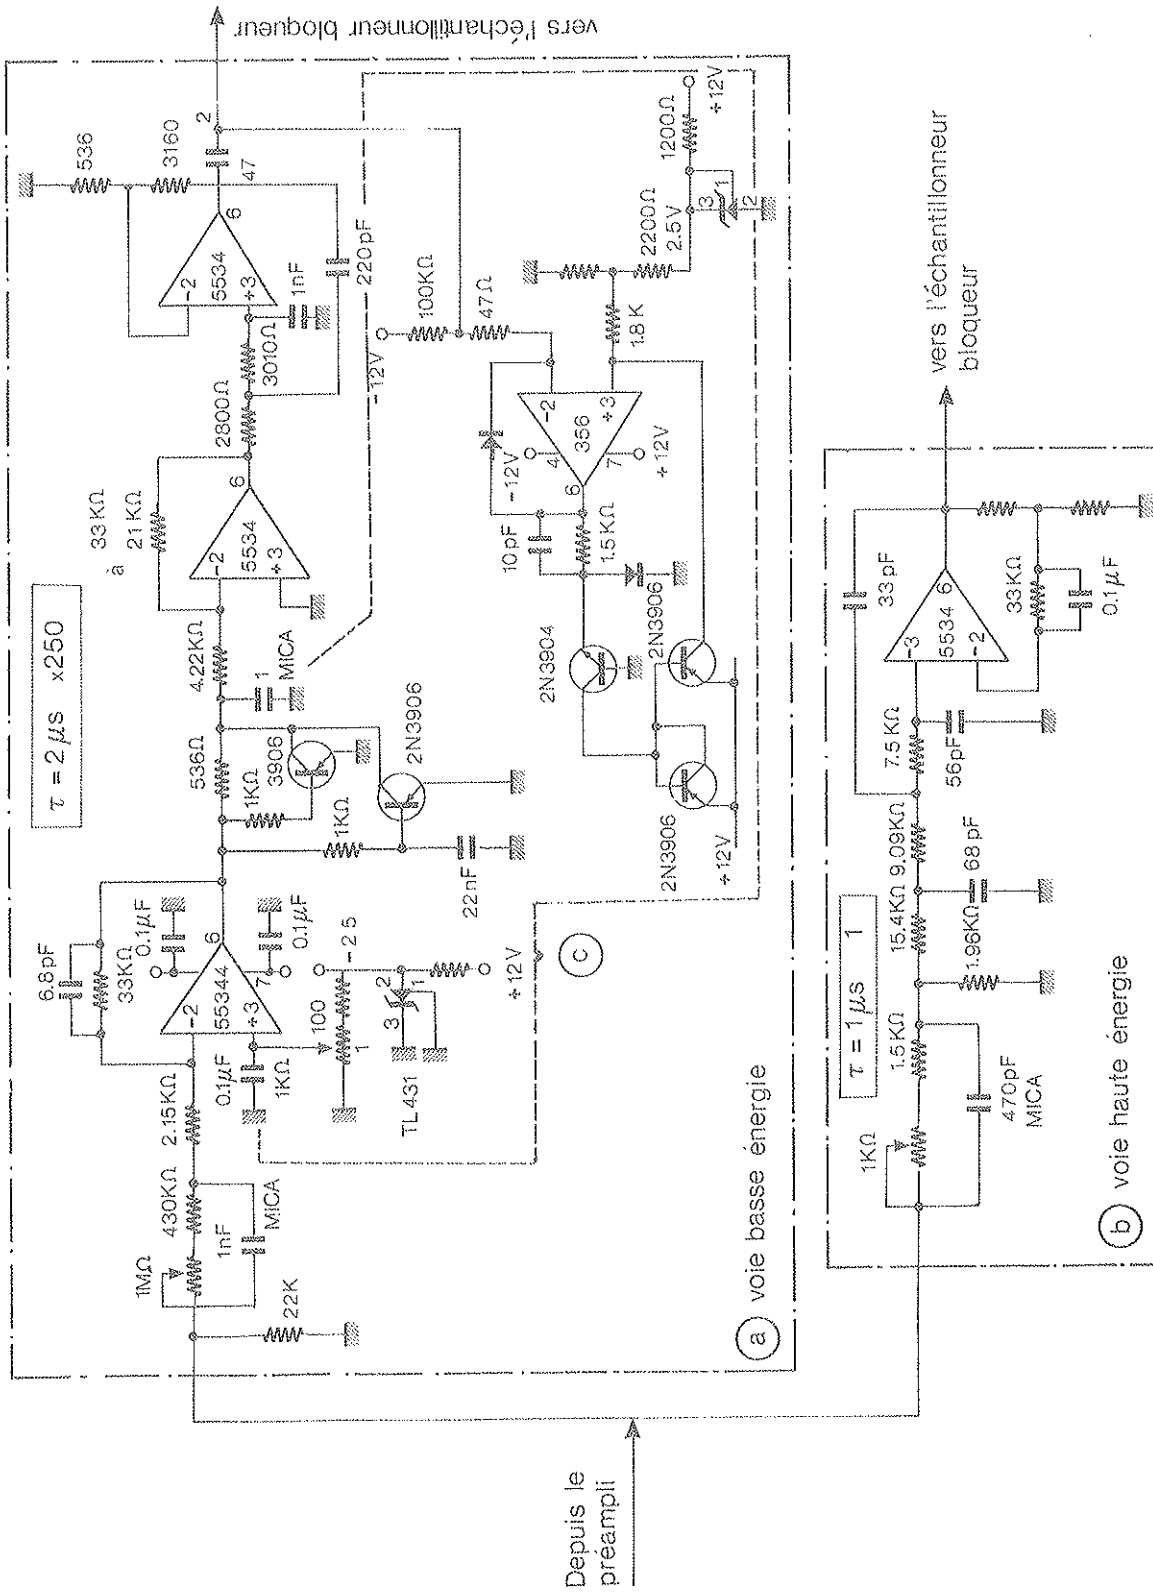 vers l'échantillonneur bloqueur
τ = 2 µs x250
536
3160
2
47
6
-2
5534
+3
1nF
220pF
3010Ω
2800Ω
33KΩ
à
21KΩ
6
-2
5534
+3
4.22KΩ
1
MICA
536Ω
1KΩ
3906
2N3906
1KΩ
22nF
6.8pF
33KΩ
0.1µF
6
-2
55344
+3
7
0.1µF
2.15KΩ
430KΩ
1MΩ
1nF
MICA
22K
0.1µF
1KΩ
100
1
-25
3
2
1
TL431
+12V
c
-12V
100KΩ
47Ω
-12V
10pF
1.5KΩ
4
-2
356
+3
6
7
+12V
1.8K
2200Ω
2.5V
1200Ω
+12V
3
1
2
2N3904
2N3906
2N3906
+12V
a voie basse énergie
Depuis le
préampli
τ = 1µs 1
1KΩ
1.5KΩ
470pF
MICA
1.96KΩ
15.4KΩ
9.09KΩ
68pF
7.5KΩ
56pF
33pF
-3
5534
-2
6
33KΩ
0.1µF
vers l'échantillonneur
bloqueur
b voie haute énergie